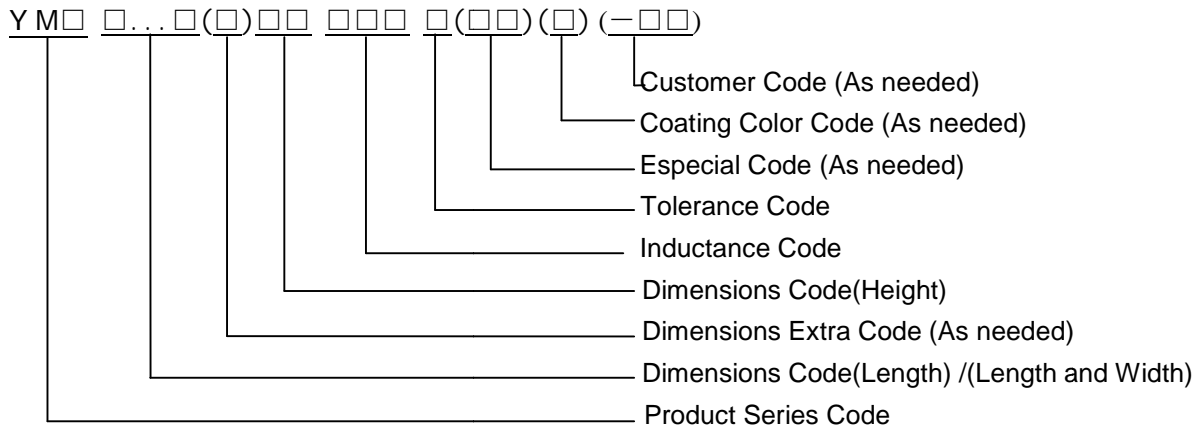 YM□ □...□(□)□□ □□□ □(□□)(□)(-□□)
Customer Code (As needed)
Coating Color Code (As needed)
Especial Code (As needed)
Tolerance Code
Inductance Code
Dimensions Code(Height)
Dimensions Extra Code (As needed)
Dimensions Code(Length) /(Length and Width)
Product Series Code